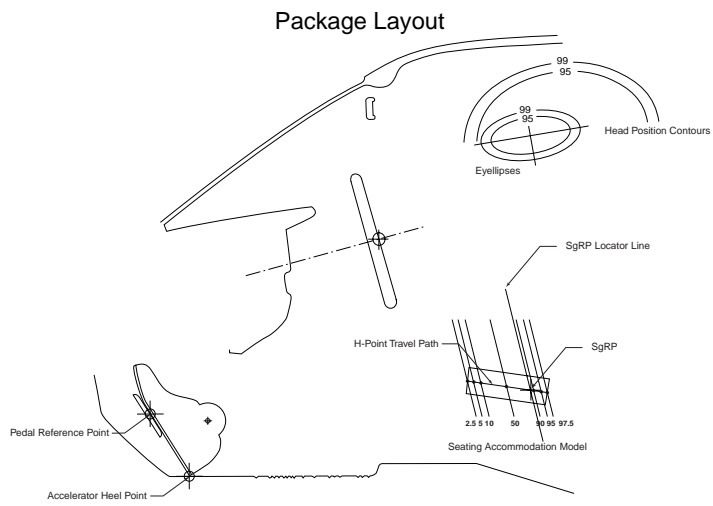 Package Layout
99
95
99
95
Head Position Contours
Eyellipses
SgRP Locator Line
H-Point Travel Path
SgRP
2.5 5 10 50 90 95 97.5
Seating Accommodation Model
Pedal Reference Point
Accelerator Heel Point